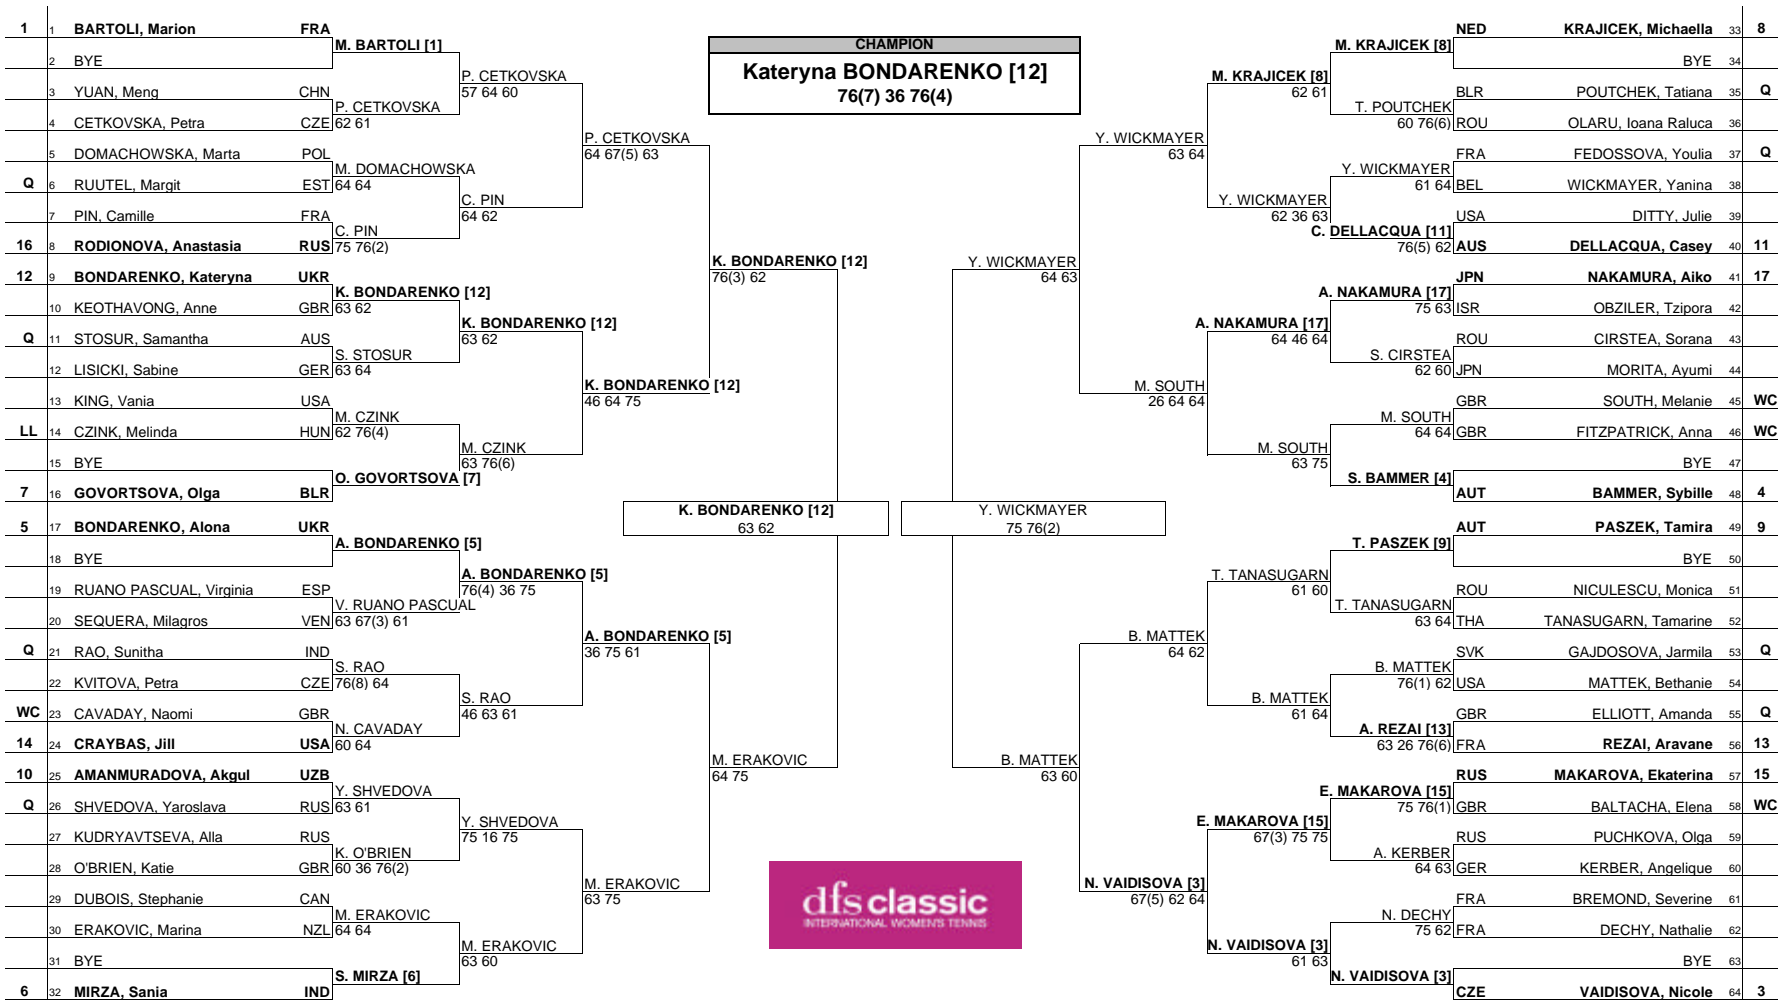 1 1 BARTOLI, Marion FRA
2 BYE
3 YUAN, Meng CHN
4 CETKOVSKA, Petra CZE
5 DOMACHOWSKA, Marta POL
Q 6 RUUTEL, Margit EST
7 PIN, Camille FRA
16 8 RODIONOVA, Anastasia RUS
12 9 BONDARENKO, Kateryna UKR
10 KEOTHAVONG, Anne GBR
Q 11 STOSUR, Samantha AUS
12 LISICKI, Sabine GER
13 KING, Vania USA
LL 14 CZINK, Melinda HUN
15 BYE
7 16 GOVORTSOVA, Olga BLR
5 17 BONDARENKO, Alona UKR
18 BYE
19 RUANO PASCUAL, Virginia ESP
20 SEQUERA, Milagros VEN
Q 21 RAO, Sunitha IND
22 KVITOVA, Petra CZE
WC 23 CAVADAY, Naomi GBR
14 24 CRAYBAS, Jill USA
10 25 AMANMURADOVA, Akgul UZB
Q 26 SHVEDOVA, Yaroslava RUS
27 KUDRYAVTSEVA, Alla RUS
28 O'BRIEN, Katie GBR
29 DUBOIS, Stephanie CAN
30 ERAKOVIC, Marina NZL
31 BYE
6 32 MIRZA, Sania IND
M. BARTOLI [1]
P. CETKOVSKA
62 61
M. DOMACHOWSKA
64 64
C. PIN
75 76(2)
K. BONDARENKO [12]
63 62
S. STOSUR
63 64
M. CZINK
62 76(4)
O. GOVORTSOVA [7]
A. BONDARENKO [5]
V. RUANO PASCUAL
63 67(3) 61
S. RAO
76(8) 64
N. CAVADAY
60 64
Y. SHVEDOVA
63 61
K. O'BRIEN
60 36 76(2)
M. ERAKOVIC
64 64
S. MIRZA [6]
P. CETKOVSKA
57 64 60
C. PIN
64 62
K. BONDARENKO [12]
63 62
M. CZINK
63 76(6)
A. BONDARENKO [5]
76(4) 36 75
S. RAO
46 63 61
Y. SHVEDOVA
75 16 75
M. ERAKOVIC
63 60
P. CETKOVSKA
64 67(5) 63
K. BONDARENKO [12]
46 64 75
A. BONDARENKO [5]
36 75 61
M. ERAKOVIC
63 75
K. BONDARENKO [12]
76(3) 62
M. ERAKOVIC
64 75
K. BONDARENKO [12]
63 62
CHAMPION
Kateryna BONDARENKO [12]
76(7) 36 76(4)
dfs classic
INTERNATIONAL WOMEN'S TENNIS
Y. WICKMAYER
75 76(2)
Y. WICKMAYER
64 63
B. MATTEK
63 60
Y. WICKMAYER
63 64
M. SOUTH
26 64 64
B. MATTEK
64 62
N. VAIDISOVA [3]
67(5) 62 64
M. KRAJICEK [8]
62 61
Y. WICKMAYER
62 36 63
A. NAKAMURA [17]
64 46 64
M. SOUTH
63 75
T. TANASUGARN
61 60
B. MATTEK
61 64
E. MAKAROVA [15]
67(3) 75 75
N. VAIDISOVA [3]
61 63
M. KRAJICEK [8]
T. POUTCHEK
60 76(6)
Y. WICKMAYER
61 64
C. DELLACQUA [11]
76(5) 62
A. NAKAMURA [17]
75 63
S. CIRSTEA
62 60
M. SOUTH
64 64
S. BAMMER [4]
T. PASZEK [9]
T. TANASUGARN
63 64
B. MATTEK
76(1) 62
A. REZAI [13]
63 26 76(6)
E. MAKAROVA [15]
75 76(1)
A. KERBER
64 63
N. DECHY
75 62
N. VAIDISOVA [3]
NED KRAJICEK, Michaella 33 8
BYE 34
BLR POUTCHEK, Tatiana 35 Q
ROU OLARU, Ioana Raluca 36
FRA FEDOSSOVA, Youlia 37 Q
BEL WICKMAYER, Yanina 38
USA DITTY, Julie 39
AUS DELLACQUA, Casey 40 11
JPN NAKAMURA, Aiko 41 17
ISR OBZILER, Tzipora 42
ROU CIRSTEA, Sorana 43
JPN MORITA, Ayumi 44
GBR SOUTH, Melanie 45 WC
GBR FITZPATRICK, Anna 46 WC
BYE 47
AUT BAMMER, Sybille 48 4
AUT PASZEK, Tamira 49 9
BYE 50
ROU NICULESCU, Monica 51
THA TANASUGARN, Tamarine 52
SVK GAJDOSOVA, Jarmila 53 Q
USA MATTEK, Bethanie 54
GBR ELLIOTT, Amanda 55 Q
FRA REZAI, Aravane 56 13
RUS MAKAROVA, Ekaterina 57 15
GBR BALTACHA, Elena 58 WC
RUS PUCHKOVA, Olga 59
GER KERBER, Angelique 60
FRA BREMOND, Severine 61
FRA DECHY, Nathalie 62
BYE 63
CZE VAIDISOVA, Nicole 64 3